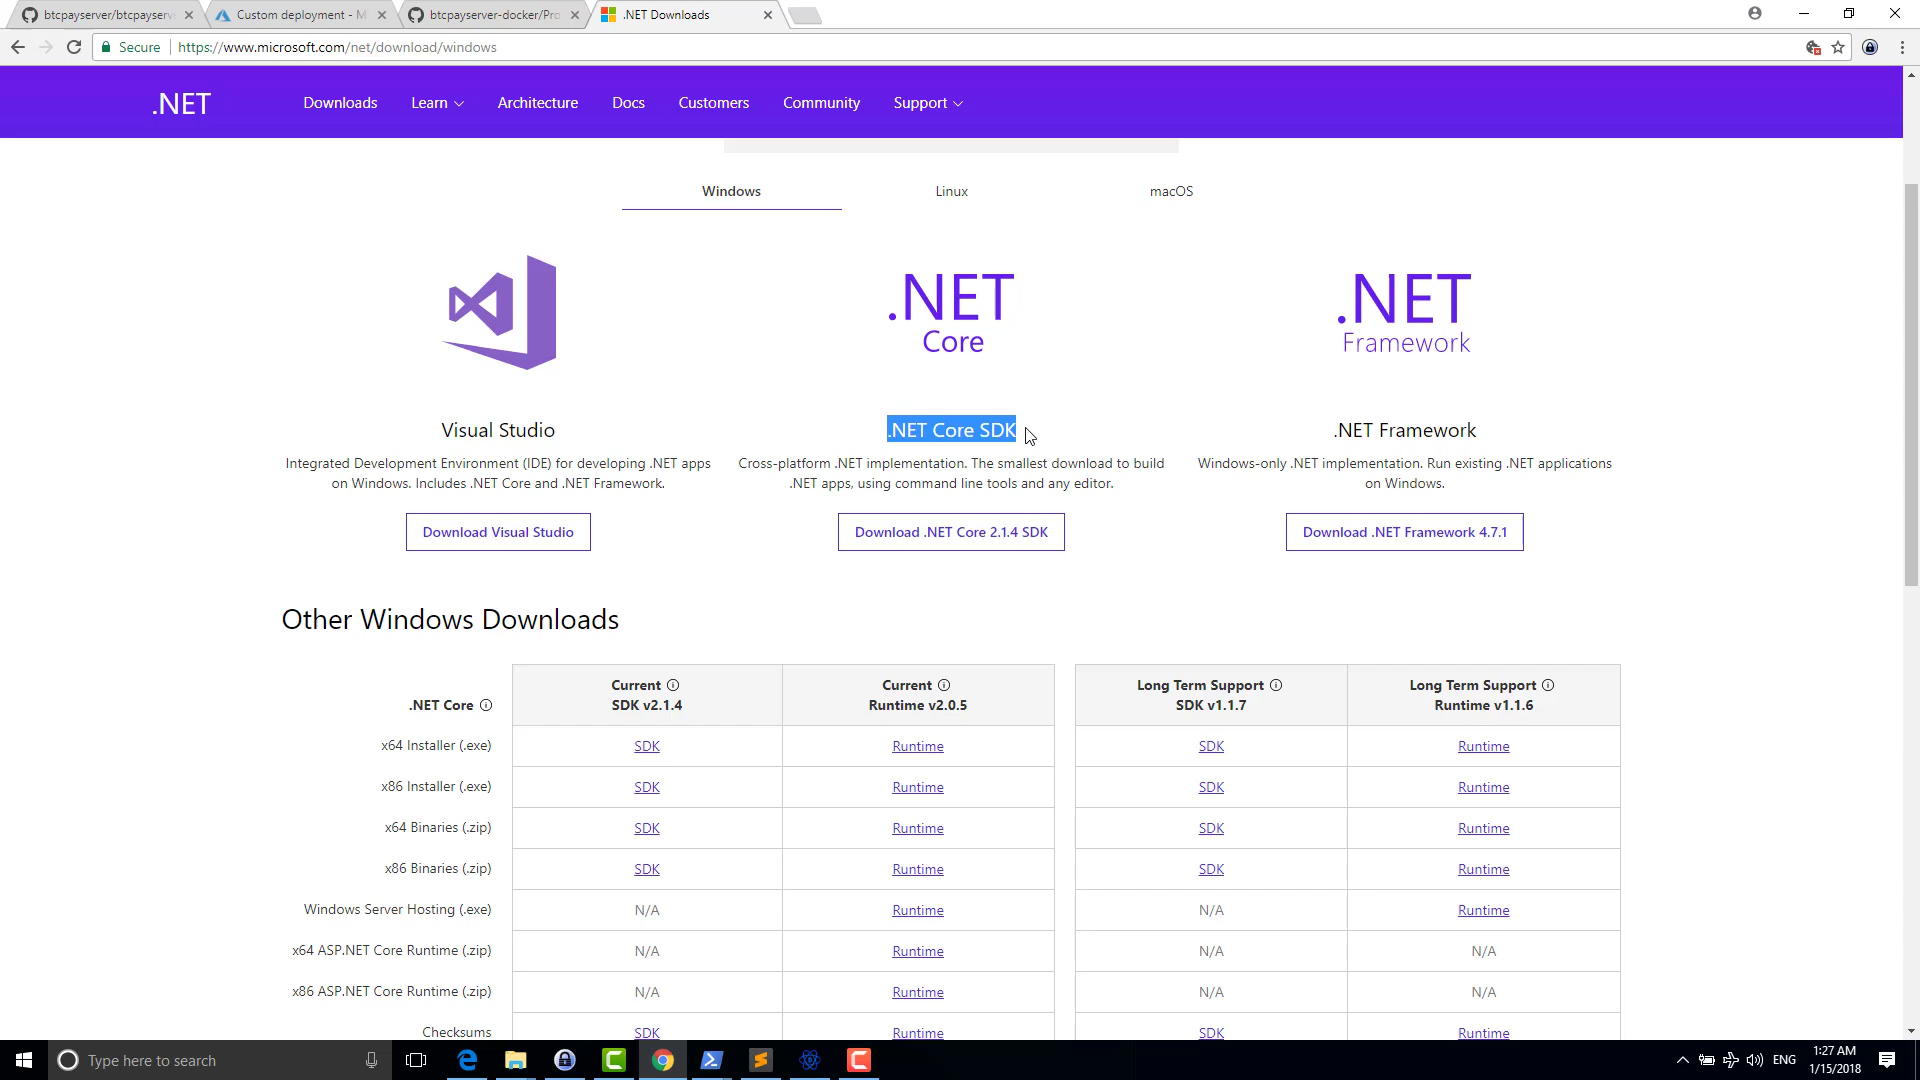 btcpayserver/btcpayserv
Custom deployment - M
btcpayserver-docker/Pro
.NET Downloads
Secure
https://www.microsoft.com/net/download/windows
.NET
Downloads
Learn
Architecture
Docs
Customers
Community
Support
Windows
Linux
macOS
.NET
Core
.NET
Framework
Visual Studio
.NET Core SDK
.NET Framework
Integrated Development Environment (IDE) for developing .NET apps
on Windows. Includes .NET Core and .NET Framework.
Cross-platform .NET implementation. The smallest download to build
.NET apps, using command line tools and any editor.
Windows-only .NET implementation. Run existing .NET applications
on Windows.
Download Visual Studio
Download .NET Core 2.1.4 SDK
Download .NET Framework 4.7.1
Other Windows Downloads
.NET Core
Current
SDK v2.1.4
Current
Runtime v2.0.5
Long Term Support
SDK v1.1.7
Long Term Support
Runtime v1.1.6
x64 Installer (.exe) SDK Runtime SDK Runtime
x86 Installer (.exe) SDK Runtime SDK Runtime
x64 Binaries (.zip) SDK Runtime SDK Runtime
x86 Binaries (.zip) SDK Runtime SDK Runtime
Windows Server Hosting (.exe) N/A Runtime N/A Runtime
x64 ASP.NET Core Runtime (.zip) N/A Runtime N/A N/A
x86 ASP.NET Core Runtime (.zip) N/A Runtime N/A N/A
Checksums SDK Runtime SDK Runtime
Type here to search
ENG
1:27 AM
1/15/2018